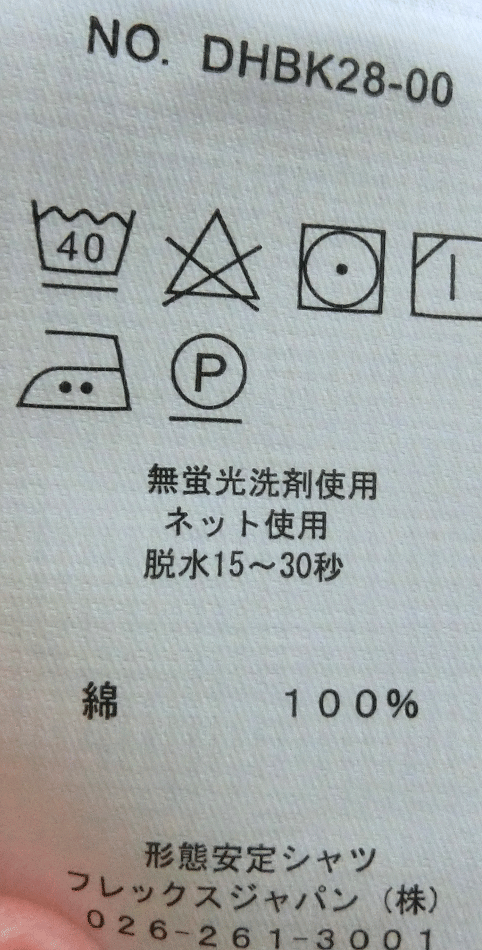 NO. DHBK28-00
40
P
無蛍光洗剤使用
ネット使用
脱水15～30秒
綿 100%
形態安定シャツ
フレックスジャパン（株）
026-261-3001